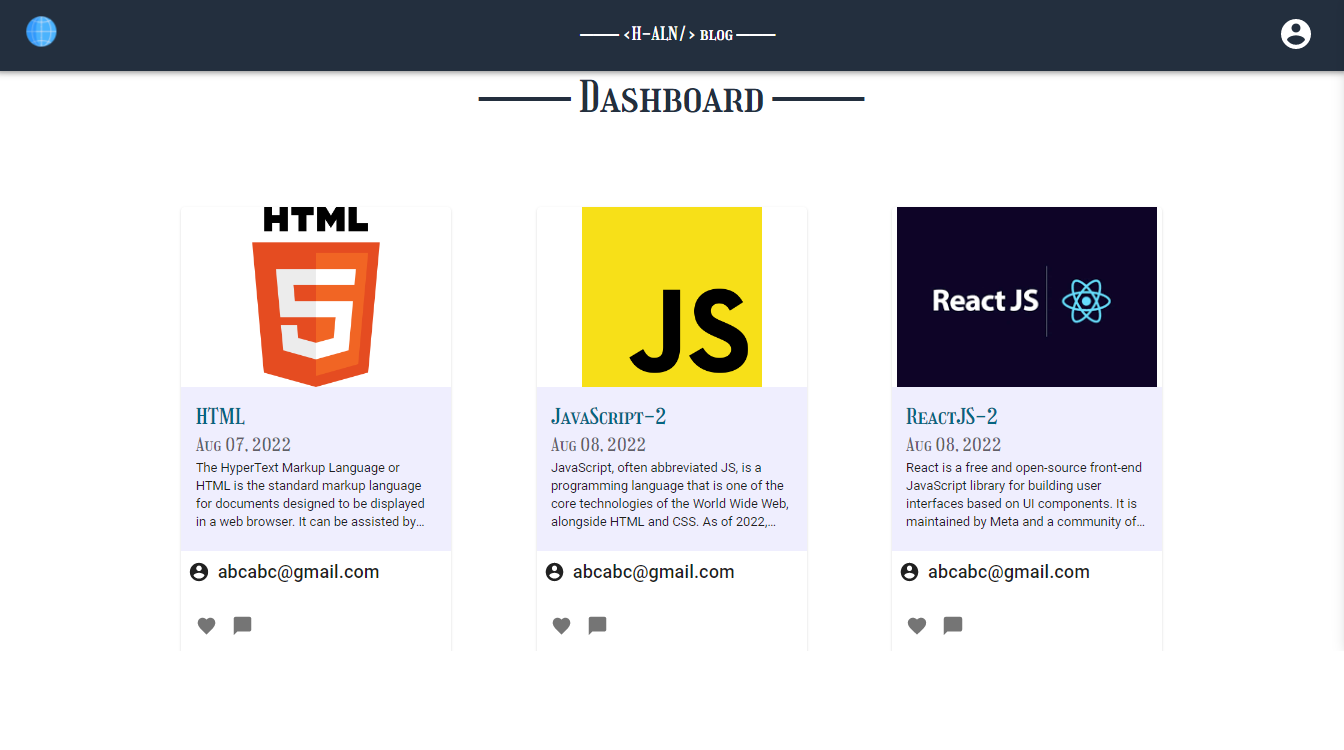 <H-ALN/> BLOG
DASHBOARD
HTML
5
HTML
AUG 07, 2022
The HyperText Markup Language or
HTML is the standard markup language
for documents designed to be displayed
in a web browser. It can be assisted by...
abcabc@gmail.com
JS
JAVASCRIPT-2
AUG 08, 2022
JavaScript, often abbreviated JS, is a
programming language that is one of the
core technologies of the World Wide Web,
alongside HTML and CSS. As of 2022,...
abcabc@gmail.com
React JS
REACTJS-2
AUG 08, 2022
React is a free and open-source front-end
JavaScript library for building user
interfaces based on UI components. It is
maintained by Meta and a community of...
abcabc@gmail.com